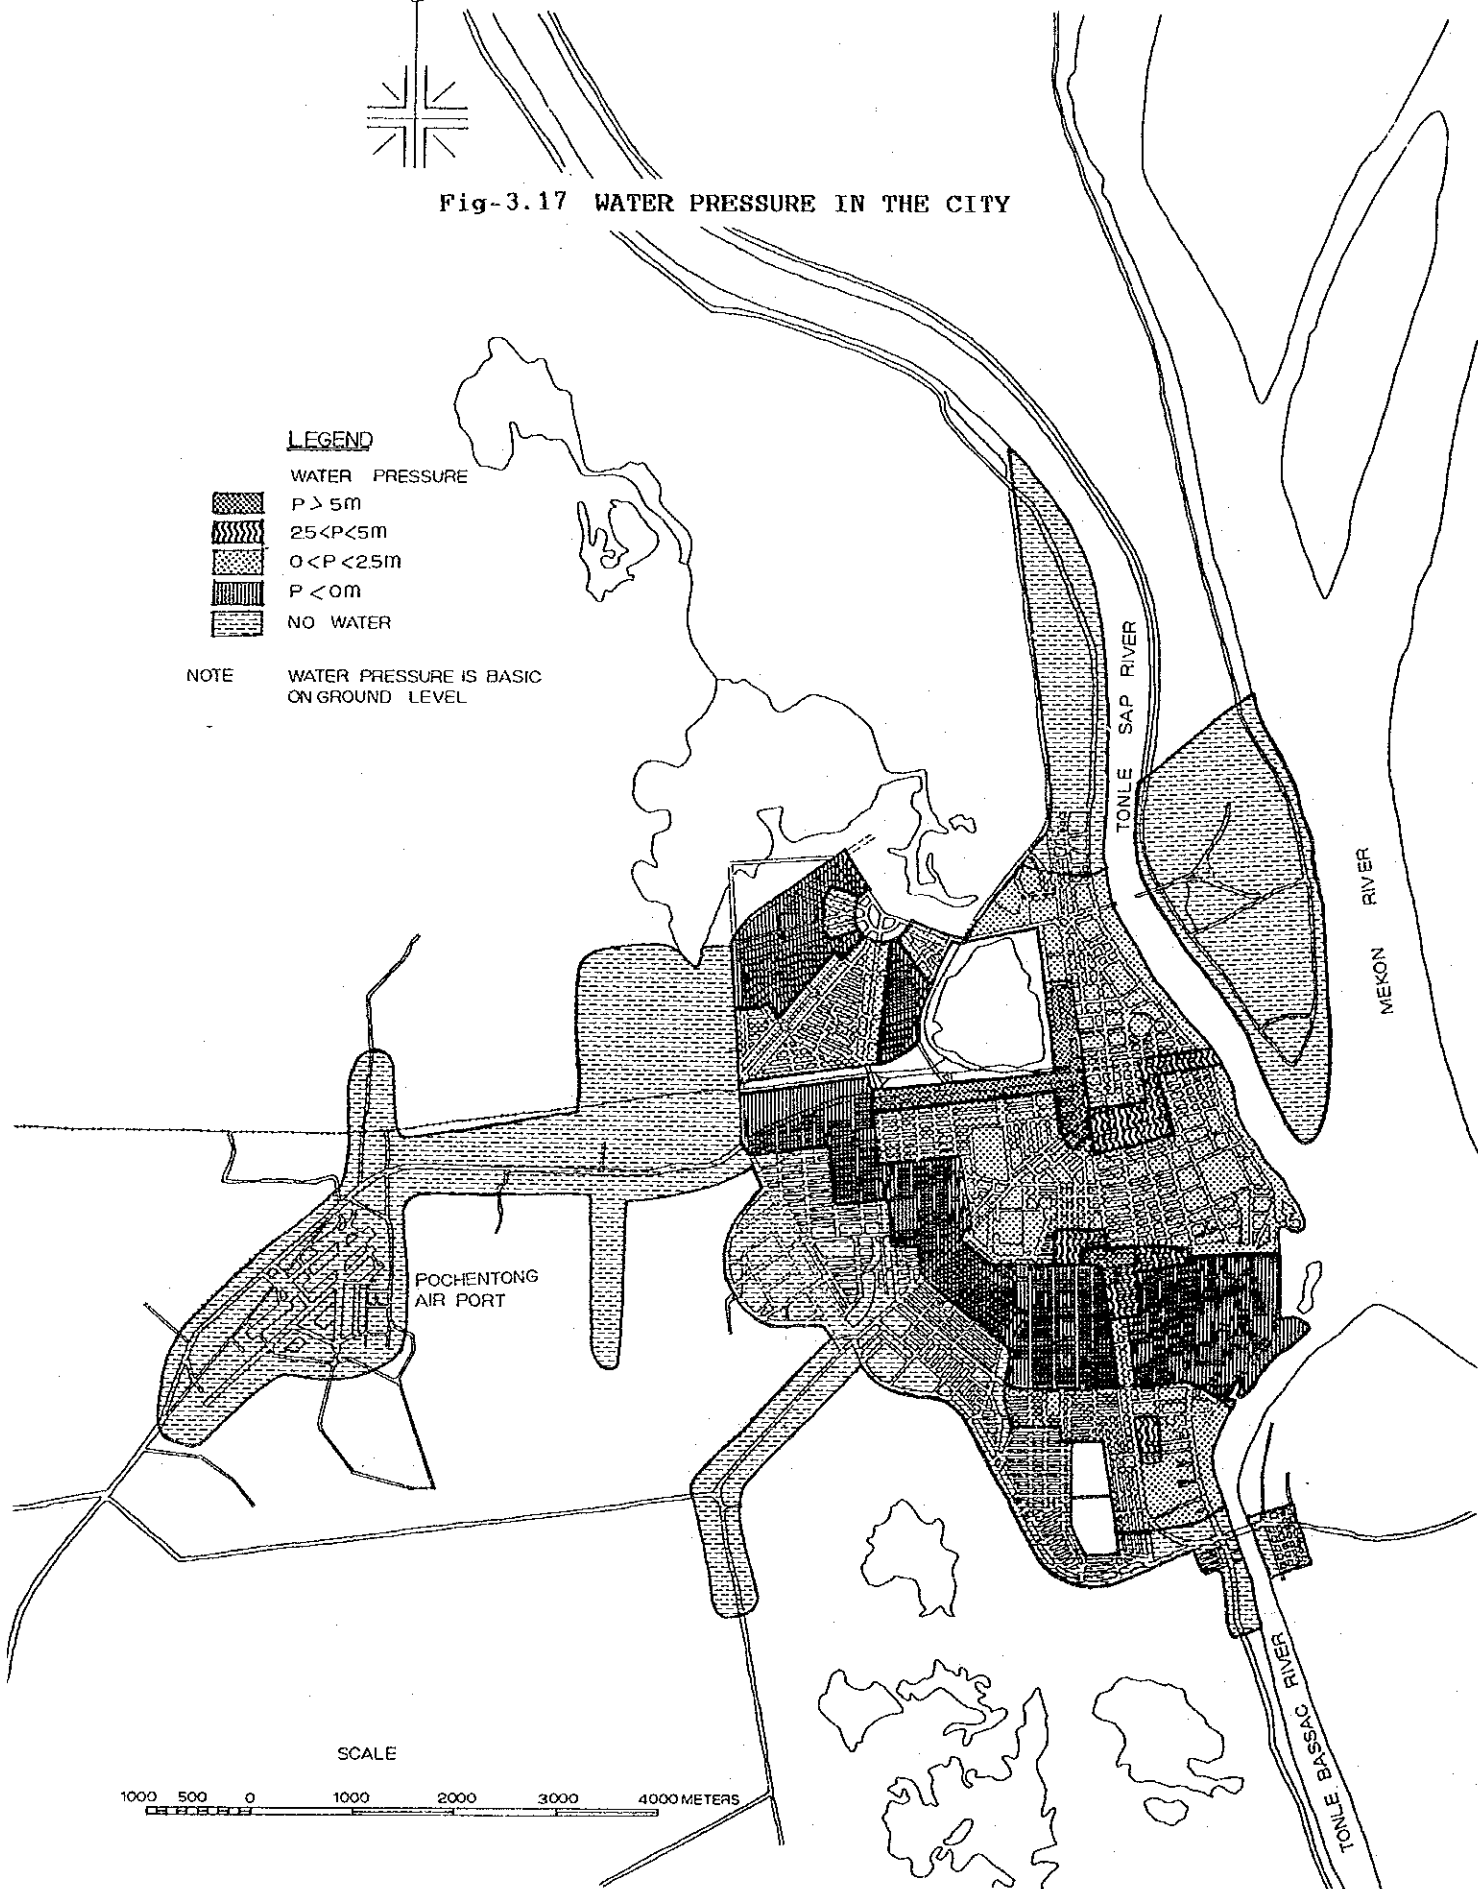 Fig-3.17 WATER PRESSURE IN THE CITY
LEGEND
WATER PRESSURE
P > 5m
25<P<5m
0<P<2.5m
P < 0m
NO WATER
NOTE WATER PRESSURE IS BASIC
ON GROUND LEVEL
TONLE SAP RIVER
MEKON RIVER
POCHENTONG
AIR PORT
TONLE BASSAC RIVER
SCALE
1000 500 0 1000 2000 3000 4000 METERS